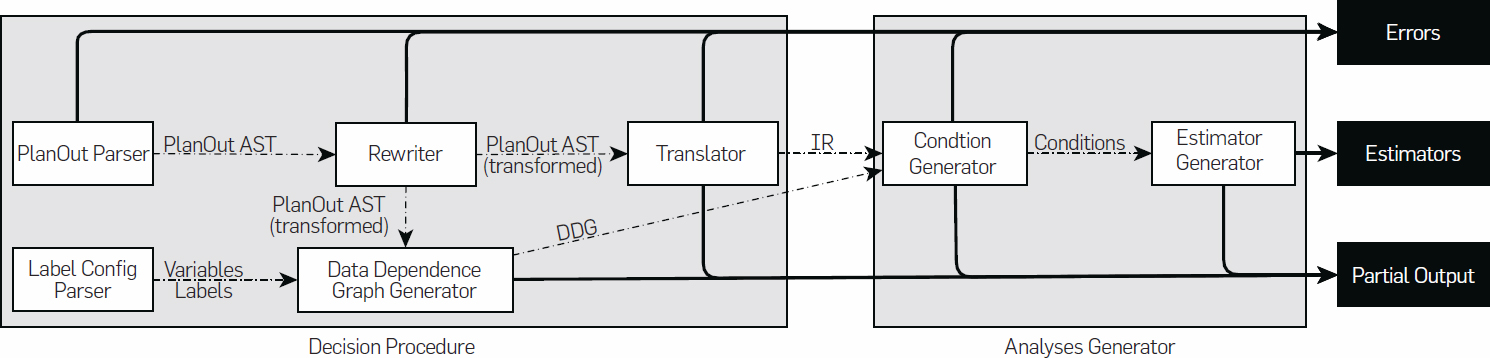 Errors
PlanOut Parser
PlanOut AST
Rewriter
PlanOut AST
(transformed)
Translator
IR
Condtion
Generator
Conditions
Estimator
Generator
Estimators
PlanOut AST
(transformed)
DDG
Label Config
Parser
Variables
Labels
Data Dependence
Graph Generator
Partial Output
Decision Procedure
Analyses Generator